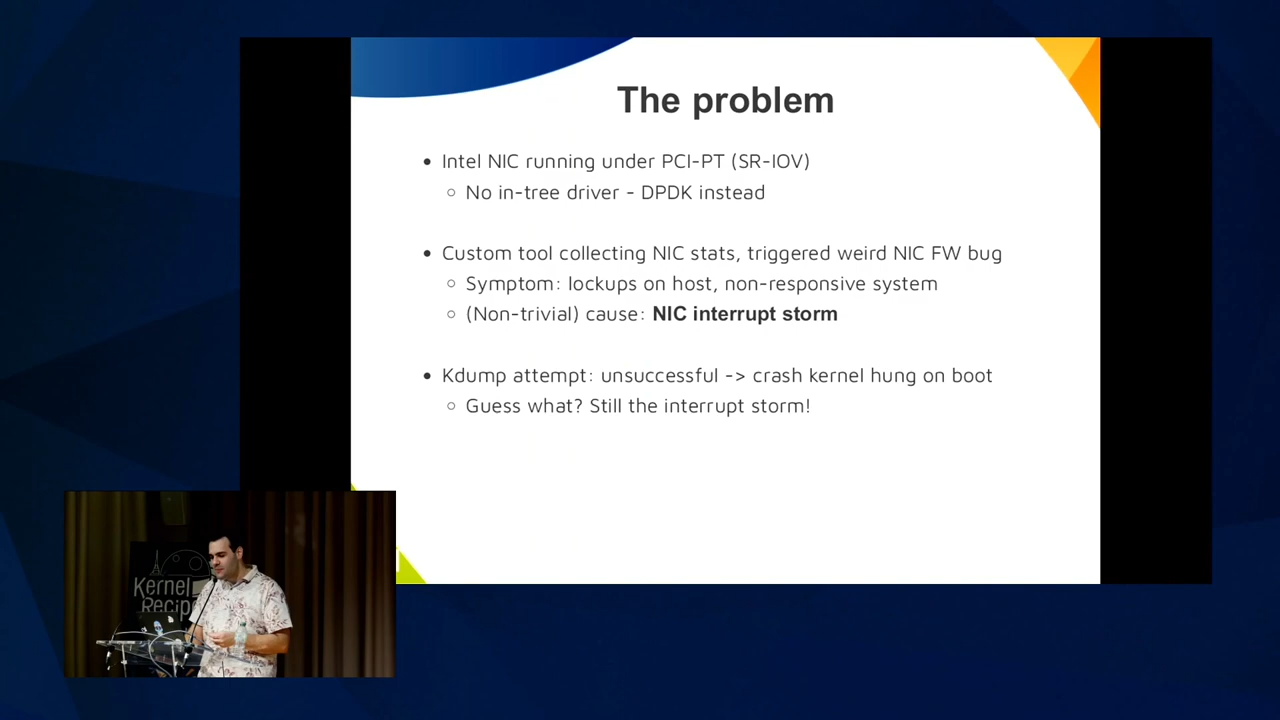 The problem
• Intel NIC running under PCI-PT (SR-IOV)
○ No in-tree driver - DPDK instead
• Custom tool collecting NIC stats, triggered weird NIC FW bug
○ Symptom: lockups on host, non-responsive system
○ (Non-trivial) cause: NIC interrupt storm
• Kdump attempt: unsuccessful -> crash kernel hung on boot
○ Guess what? Still the interrupt storm!
Kernel
Recip